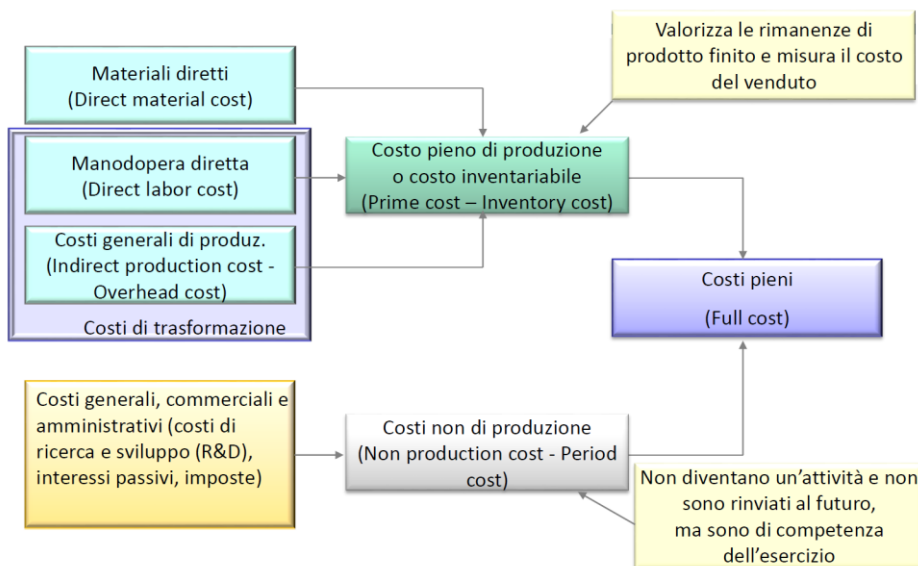 Valorizza le rimanenze di
prodotto finito e misura il costo
del venduto
Materiali diretti
(Direct material cost)
Manodopera diretta
(Direct labor cost)
Costo pieno di produzione
o costo inventariabile
(Prime cost – Inventory cost)
Costi generali di produz.
(Indirect production cost -
Overhead cost)
Costi di trasformazione
Costi pieni
(Full cost)
Costi generali, commerciali e
amministrativi (costi di
ricerca e sviluppo (R&D),
interessi passivi, imposte)
Costi non di produzione
(Non production cost - Period
cost)
Non diventano un’attività e non
sono rinviati al futuro,
ma sono di competenza
dell’esercizio